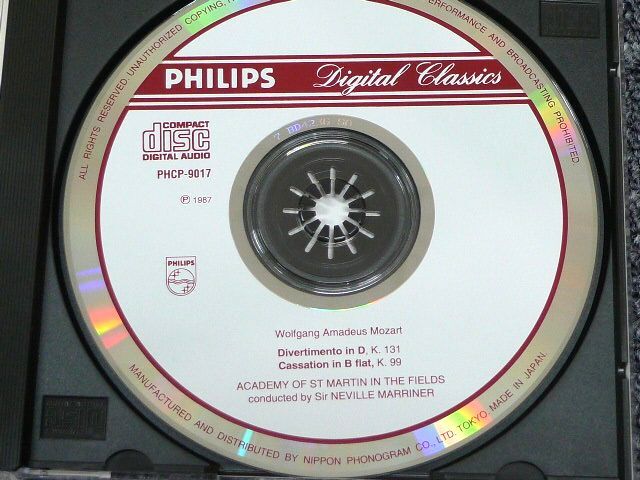 ALL RIGHTS RESERVED. UNAUTHORIZED COPYING,
PERFORMANCE AND BROADCASTING PROHIBITED.
PHILIPS Digital Classics
COMPACT
disc
DIGITAL AUDIO
PHCP-9017
℗ 1987
PHILIPS
Wolfgang Amadeus Mozart
Divertimento in D, K. 131
Cassation in B flat, K. 99
ACADEMY OF ST MARTIN IN THE FIELDS
conducted by Sir NEVILLE MARRINER
MANUFACTURED AND DISTRIBUTED BY NIPPON PHONOGRAM CO., LTD. TOKYO. MADE IN JAPAN.